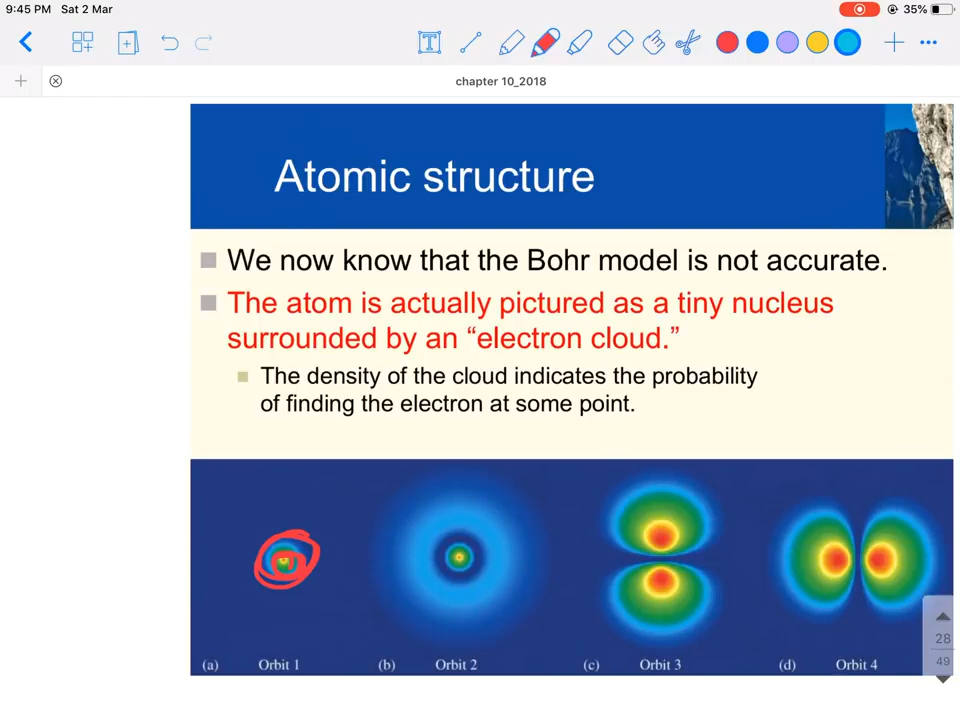 9:45 PM Sat 2 Mar
35%
T
chapter 10_2018
Atomic structure
We now know that the Bohr model is not accurate.
The atom is actually pictured as a tiny nucleus
surrounded by an “electron cloud.”
The density of the cloud indicates the probability
of finding the electron at some point.
(a) Orbit 1 (b) Orbit 2 (c) Orbit 3 (d) Orbit 4
28
49